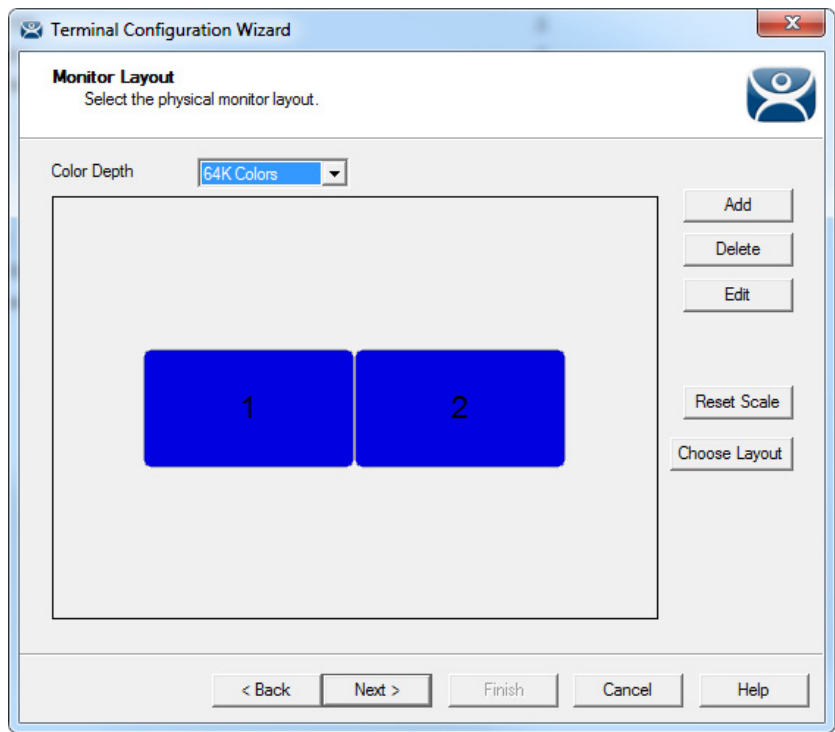 Terminal Configuration Wizard
Monitor Layout
Select the physical monitor layout.
Color Depth
64K Colors
Add
Delete
Edit
1
2
Reset Scale
Choose Layout
< Back
Next >
Finish
Cancel
Help